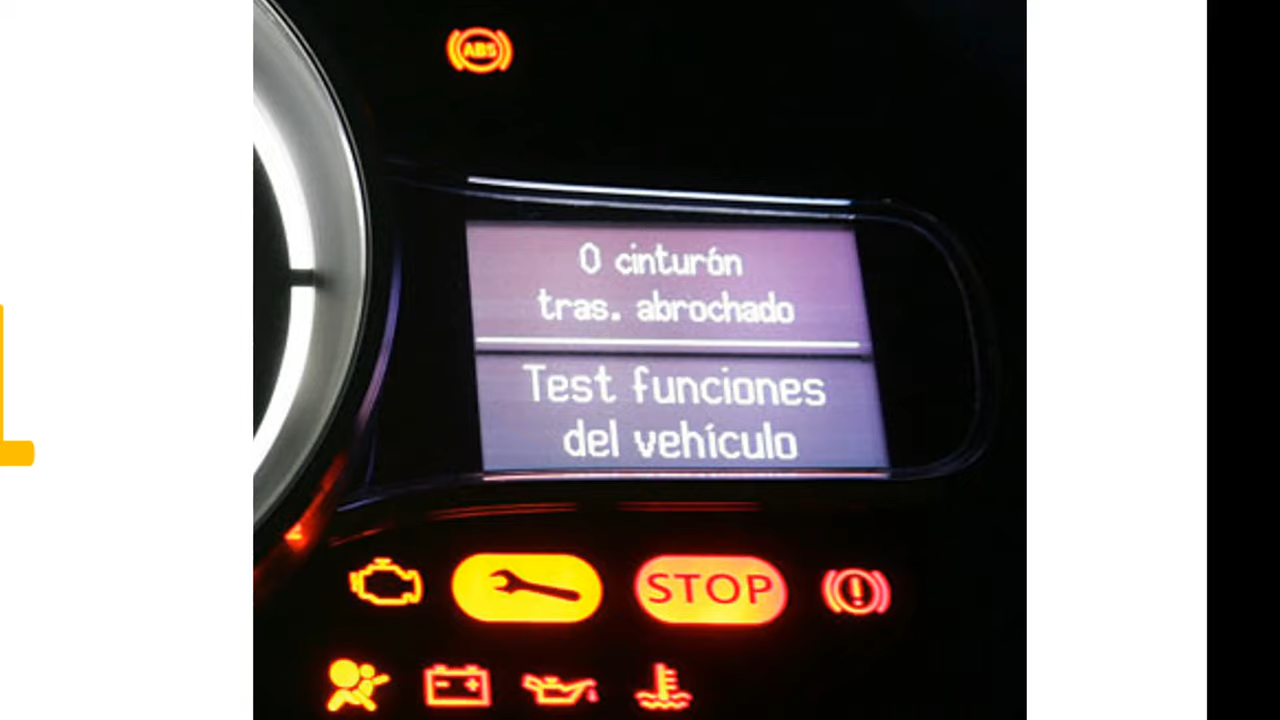 ABS
0 cinturón
tras. abrochado
Test funciones
del vehículo
STOP